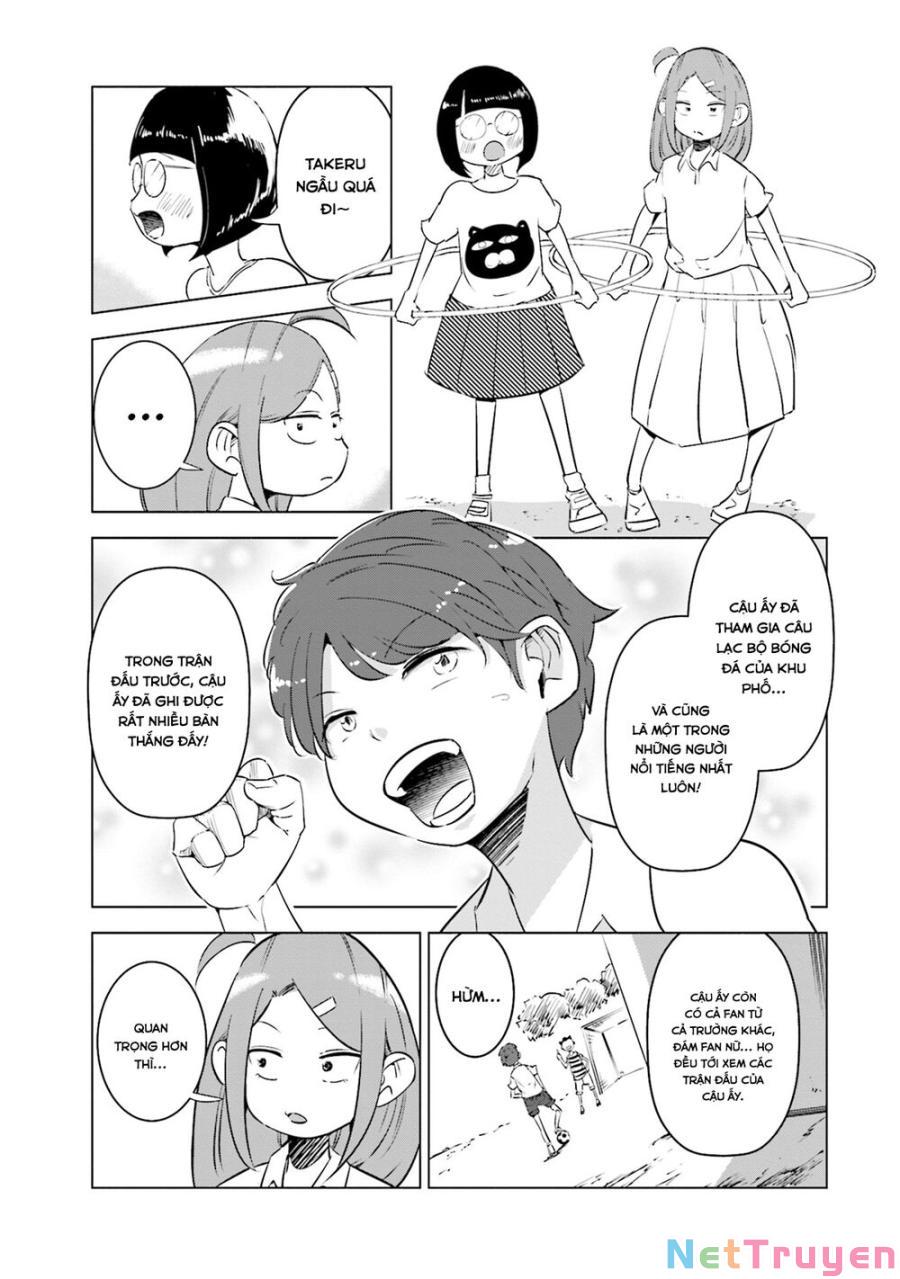 TAKERU
NGẦU QUÁ
ĐI~
...
CẬU ẤY ĐÃ
THAM GIA CÂU
LẠC BỘ BÓNG
ĐÁ CỦA KHU
PHỐ...
VÀ CŨNG
LÀ MỘT TRONG
NHỮNG NGƯỜI
NỔI TIẾNG NHẤT
LUÔN!
TRONG TRẬN
ĐẤU TRƯỚC, CẬU
ẤY ĐÃ GHI ĐƯỢC
RẤT NHIỀU BÀN
THẮNG ĐẤY!
CẬU ẤY CÒN
CÓ CẢ FAN TỪ
CẢ TRƯỜNG KHÁC,
ĐÁM FAN NỮ... HỌ
ĐỀU TỚI XEM CÁC
TRẬN ĐẤU CỦA
CẬU ẤY.
HỪM...
QUAN
TRỌNG HƠN
THÌ...
NETTRUYEN